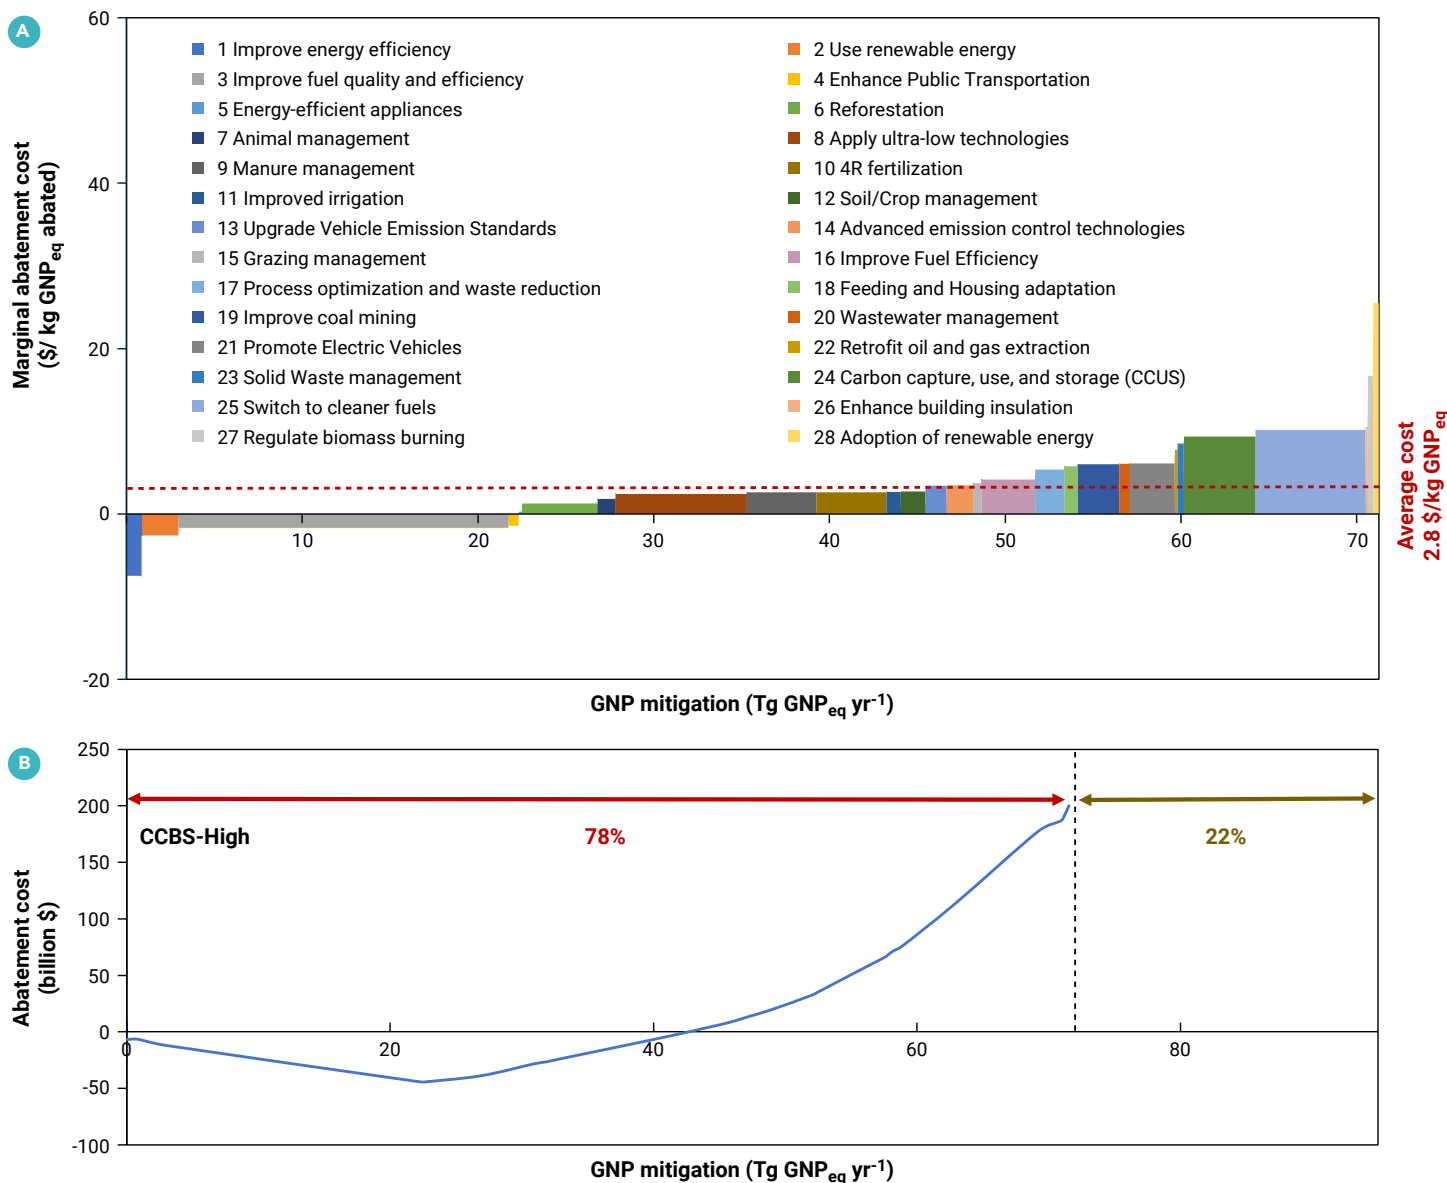 A
60
40
20
0
-20
Marginal abatement cost
($/ kg GNPeq abated)
1 Improve energy efficiency
2 Use renewable energy
3 Improve fuel quality and efficiency
4 Enhance Public Transportation
5 Energy-efficient appliances
6 Reforestation
7 Animal management
8 Apply ultra-low technologies
9 Manure management
10 4R fertilization
11 Improved irrigation
12 Soil/Crop management
13 Upgrade Vehicle Emission Standards
14 Advanced emission control technologies
15 Grazing management
16 Improve Fuel Efficiency
17 Process optimization and waste reduction
18 Feeding and Housing adaptation
19 Improve coal mining
20 Wastewater management
21 Promote Electric Vehicles
22 Retrofit oil and gas extraction
23 Solid Waste management
24 Carbon capture, use, and storage (CCUS)
25 Switch to cleaner fuels
26 Enhance building insulation
27 Regulate biomass burning
28 Adoption of renewable energy
10 20 30 40 50 60 70
Average cost
2.8 $/kg GNPeq
GNP mitigation (Tg GNPeq yr-1)
B
250
200
150
100
50
0
-50
-100
Abatement cost
(billion $)
CCBS-High
78%
22%
0 20 40 60 80
GNP mitigation (Tg GNPeq yr-1)